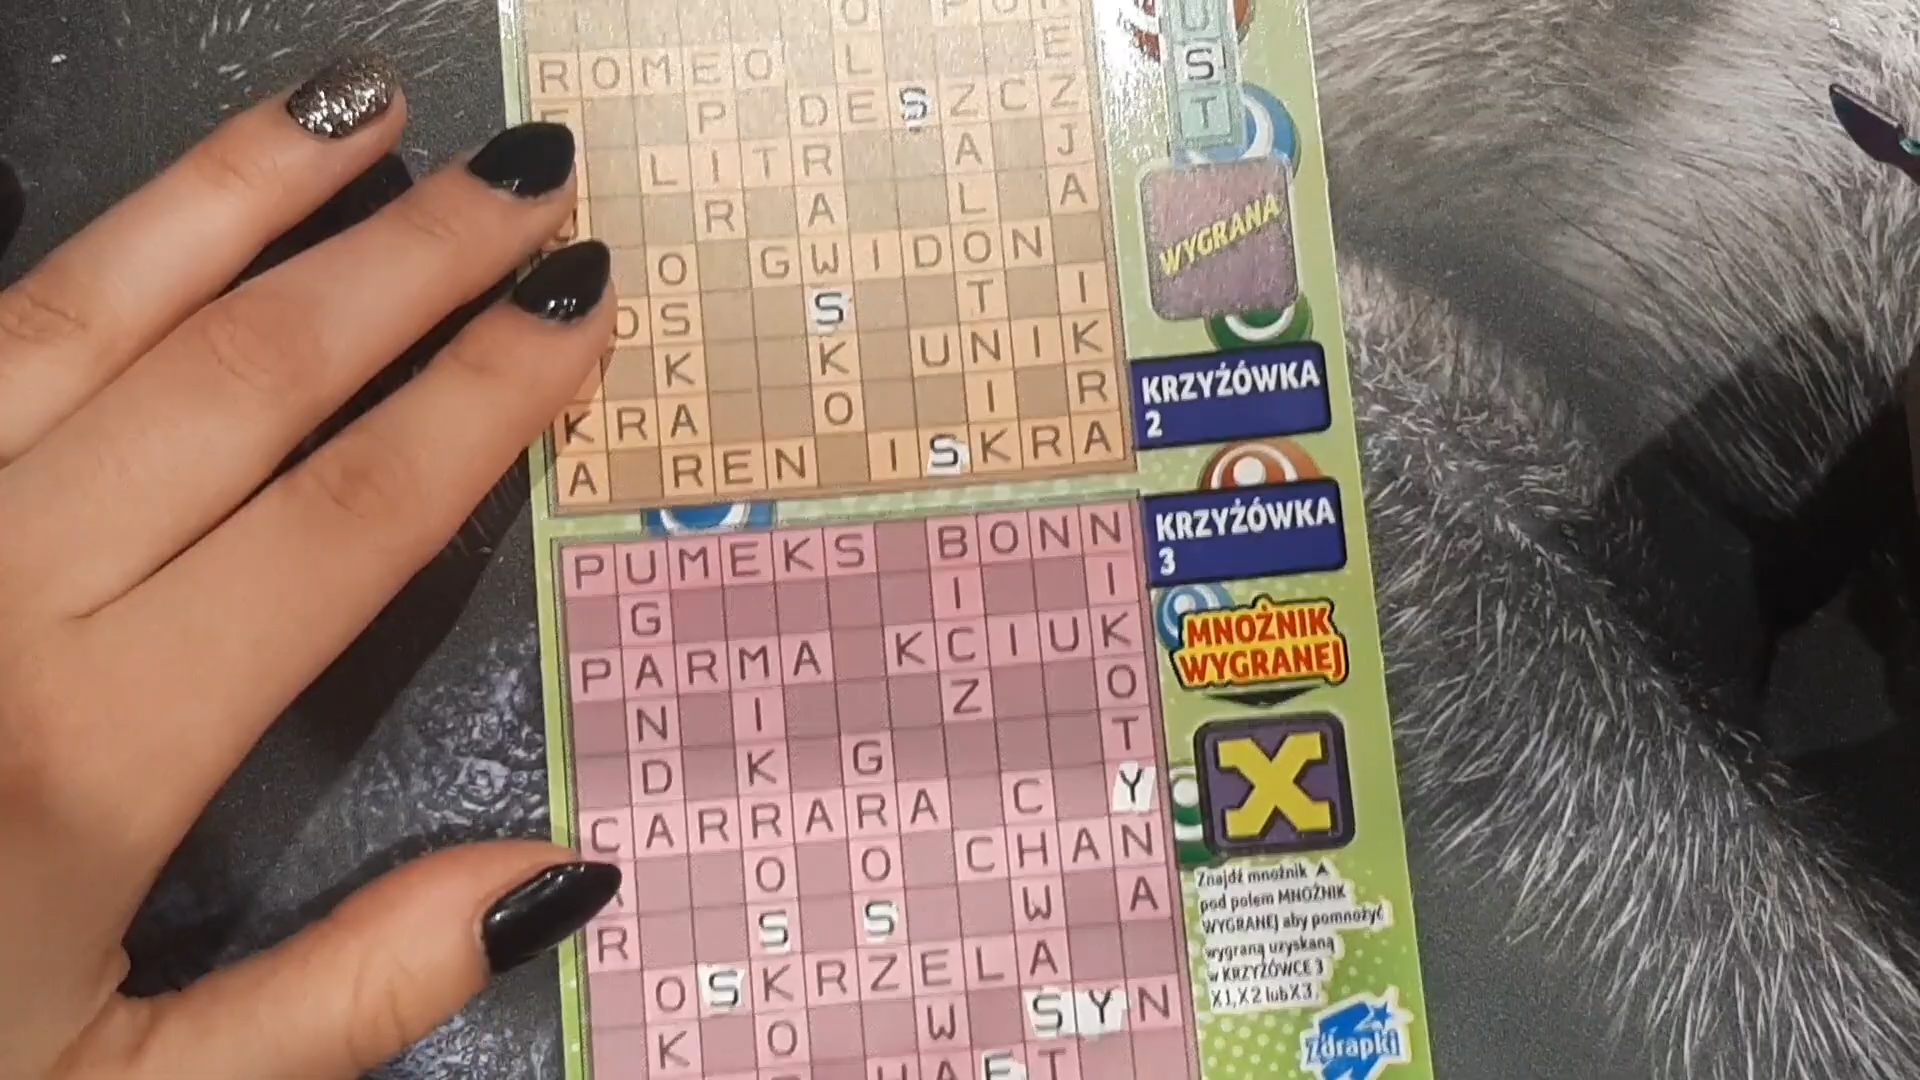 U
S
T
ROMEO
DESZCZ
LITR
GWIDON
UNIK
KRA
REN ISKRA
WYGRANA
KRZYŻÓWKA
2
PUMEKS BONN
PARMA KCIUK
CARRARA
CHAN
OSKRZELA
SYN
KRZYŻÓWKA
3
MNOŻNIK
WYGRANEJ
X
Znajdź mnożnik
pod polem MNOŻNIK
WYGRANEJ aby pomnożyć
wygraną uzyskaną
w KRZYŻÓWCE 3
X1, X2 lub X3.
Zdrapki